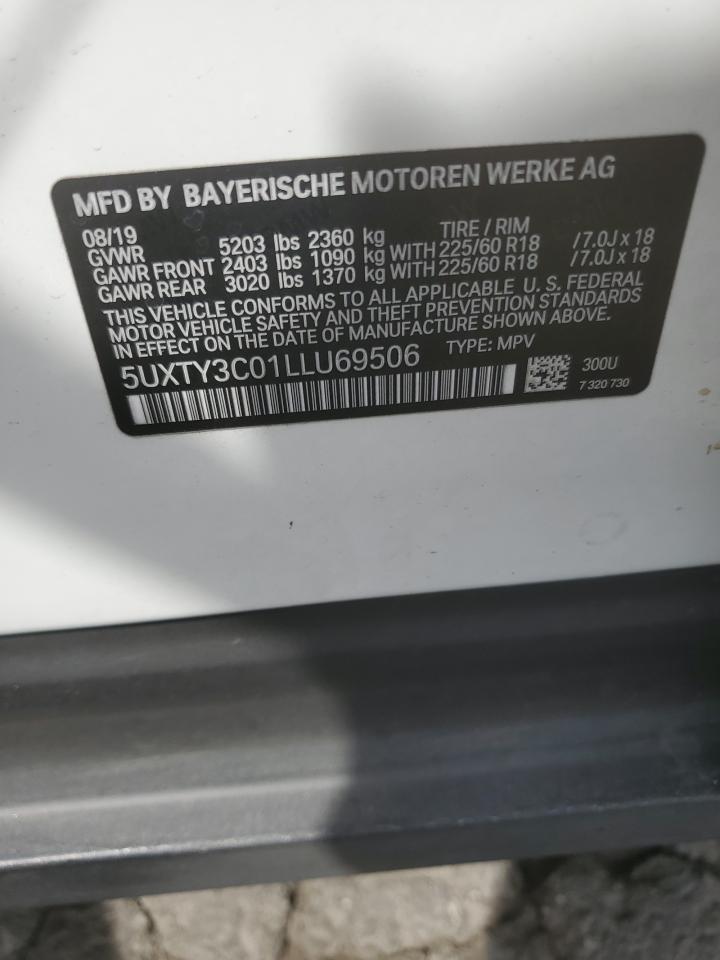 MFD BY BAYERISCHE MOTOREN WERKE AG
08/19 TIRE / RIM
GVWR 5203 lbs 2360 kg
GAWR FRONT 2403 lbs 1090 kg WITH 225/60 R18 /7.0J x 18
GAWR REAR 3020 lbs 1370 kg WITH 225/60 R18 /7.0J x 18
THIS VEHICLE CONFORMS TO ALL APPLICABLE U. S. FEDERAL
MOTOR VEHICLE SAFETY AND THEFT PREVENTION STANDARDS
IN EFFECT ON THE DATE OF MANUFACTURE SHOWN ABOVE.
5UXTY3C01LLU69506 TYPE: MPV
300U
7 320 730